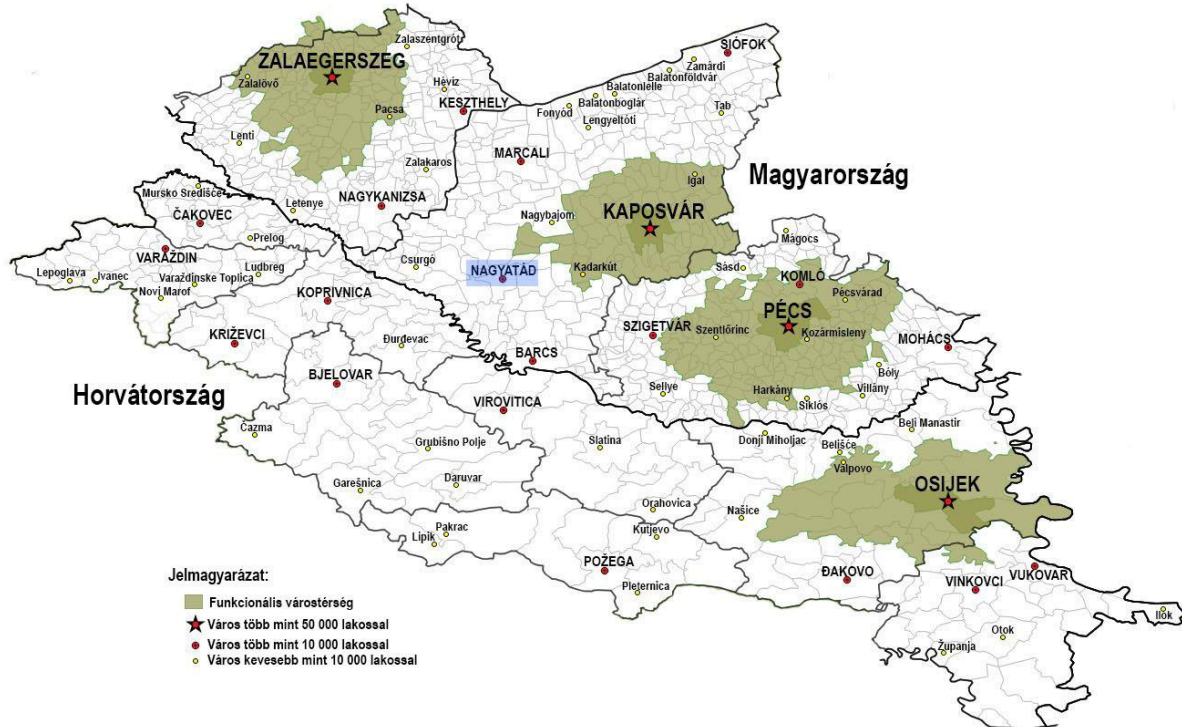 SIÓFOK
Zalaszentgrót
Zamárdi
ZALAEGERSZEG
Balatonföldvár
Zalalövő
Hévíz
Balatonlelle
KESZTHELY
Balatonboglár
Pacsa
Fonyód
Tab
Lengyeltóti
Lenti
MARCALI
Zalakaros
Magyarország
Igal
Mursko Središće
NAGYKANIZSA
Letenye
KAPOSVÁR
ČAKOVEC
Nagybajom
Prelog
Mágocs
VARAŽDIN
Csurgó
NAGYATÁD
Kadarkút
Sásd
KOMLÓ
Lepoglava
Ivanec
Varaždinske Toplice
Ludbreg
Novi Marof
KOPRIVNICA
Pécsvárad
PÉCS
KRIŽEVCI
Đurđevac
SZIGETVÁR
Szentlőrinc
Kozármisleny
MOHÁCS
BARCS
Bóly
Horvátország
BJELOVAR
Sellye
Harkány
Siklós
Villány
VIROVITICA
Čazma
Grubišno Polje
Slatina
Donji Miholjac
Belišće
Beli Manastir
Valpovo
Garešnica
Daruvar
OSIJEK
Orahovica
Našice
Pakrac
Lipik
Kutjevo
POŽEGA
Pleternica
ĐAKOVO
VINKOVCI
VUKOVAR
Ilok
Otok
Županja
Jelmagyarázat:
Funkcionális várostérség
Város több mint 50 000 lakossal
Város több mint 10 000 lakossal
Város kevesebb mint 10 000 lakossal